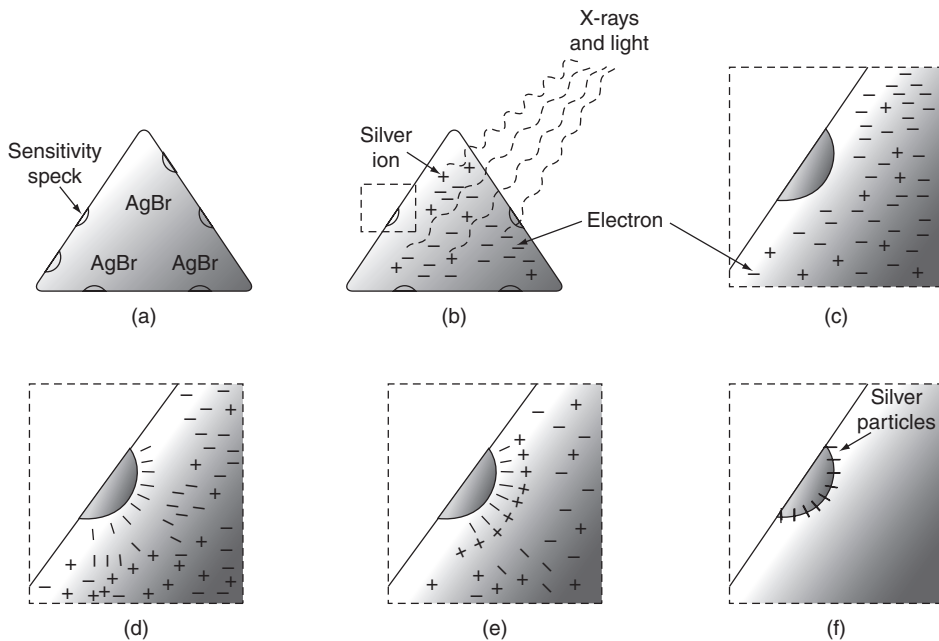 X-rays
and light
Sensitivity
speck
Silver
ion
AgBr
AgBr
AgBr
Electron
(a)
(b)
(c)
Silver
particles
(d)
(e)
(f)